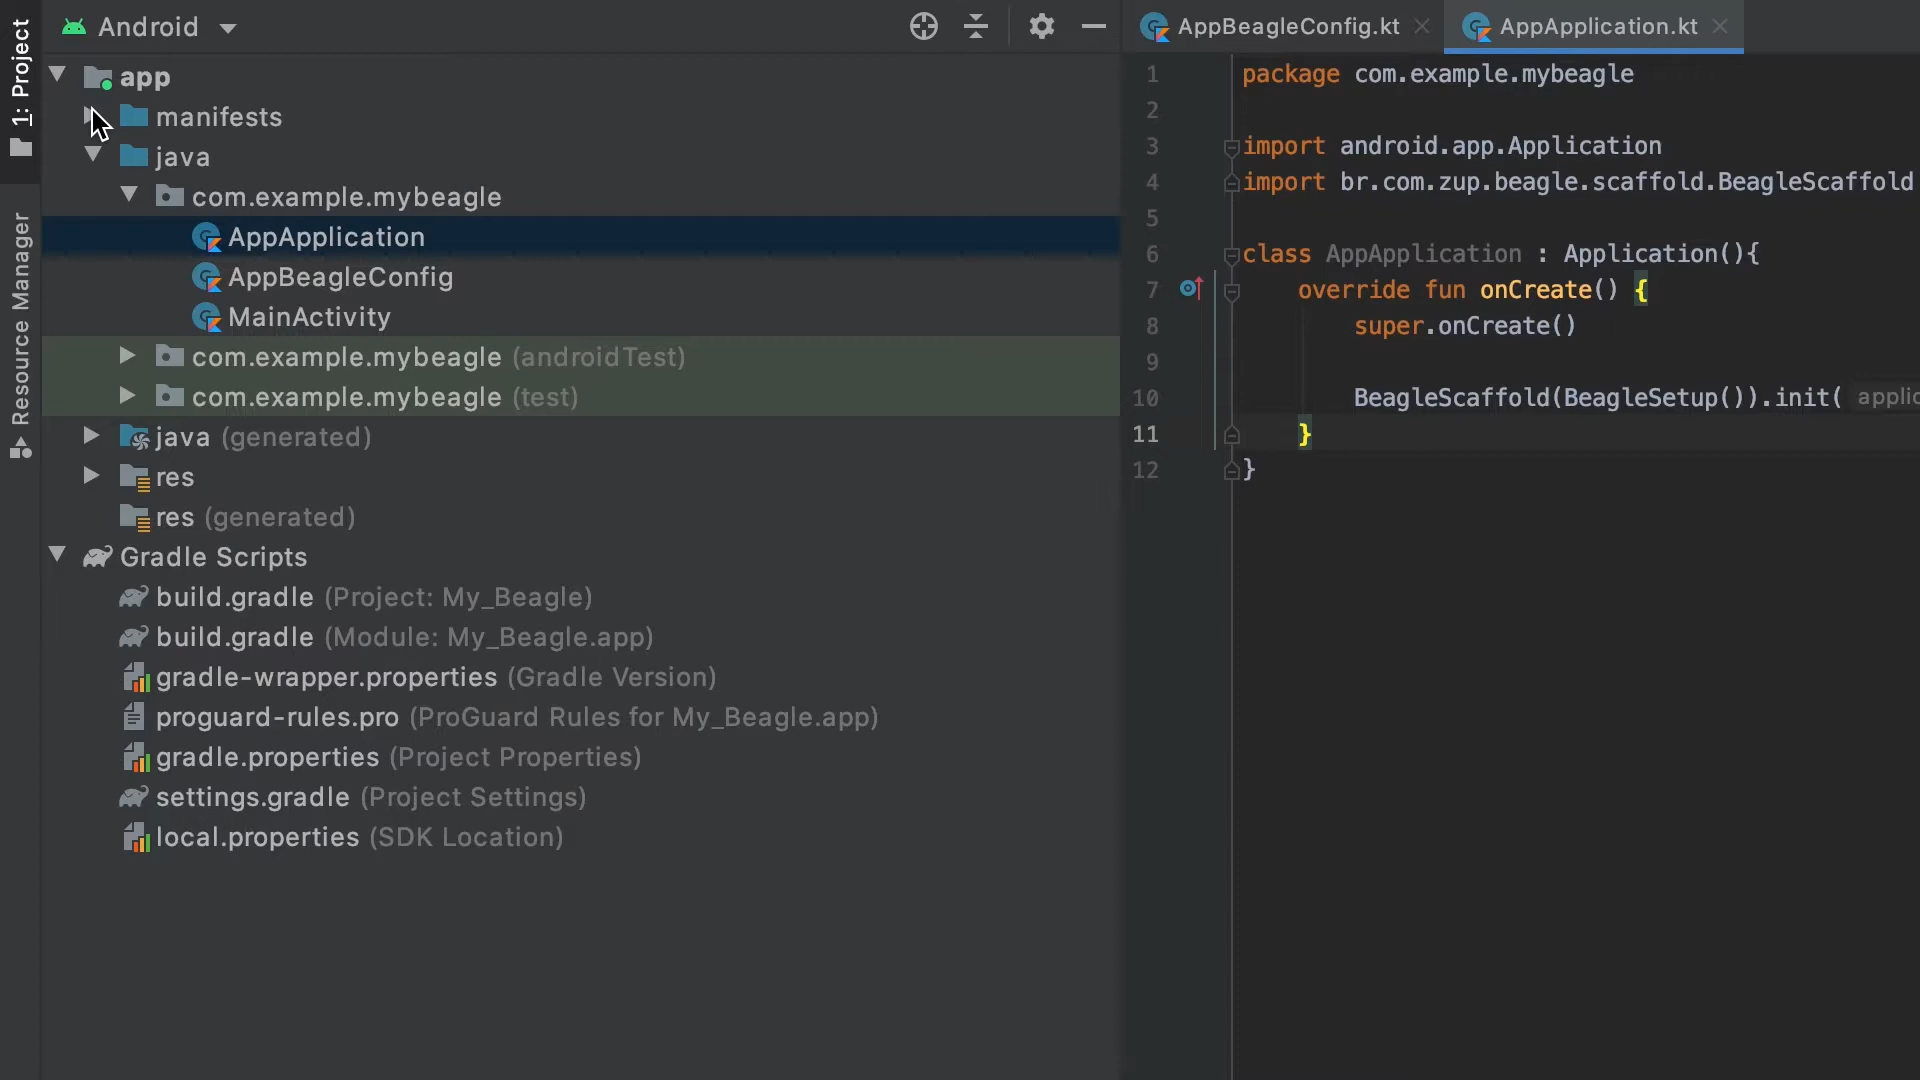 1: Project
Resource Manager
Android
app
manifests
java
com.example.mybeagle
AppApplication
AppBeagleConfig
MainActivity
com.example.mybeagle (androidTest)
com.example.mybeagle (test)
java (generated)
res
res (generated)
Gradle Scripts
build.gradle (Project: My_Beagle)
build.gradle (Module: My_Beagle.app)
gradle-wrapper.properties (Gradle Version)
proguard-rules.pro (ProGuard Rules for My_Beagle.app)
gradle.properties (Project Properties)
settings.gradle (Project Settings)
local.properties (SDK Location)
AppBeagleConfig.kt
AppApplication.kt
1 package com.example.mybeagle
2
3 import android.app.Application
4 import br.com.zup.beagle.scaffold.BeagleScaffold
5
6 class AppApplication : Application(){
7 override fun onCreate() {
8 super.onCreate()
9
10 BeagleScaffold(BeagleSetup()).init( applic
11 }
12 }